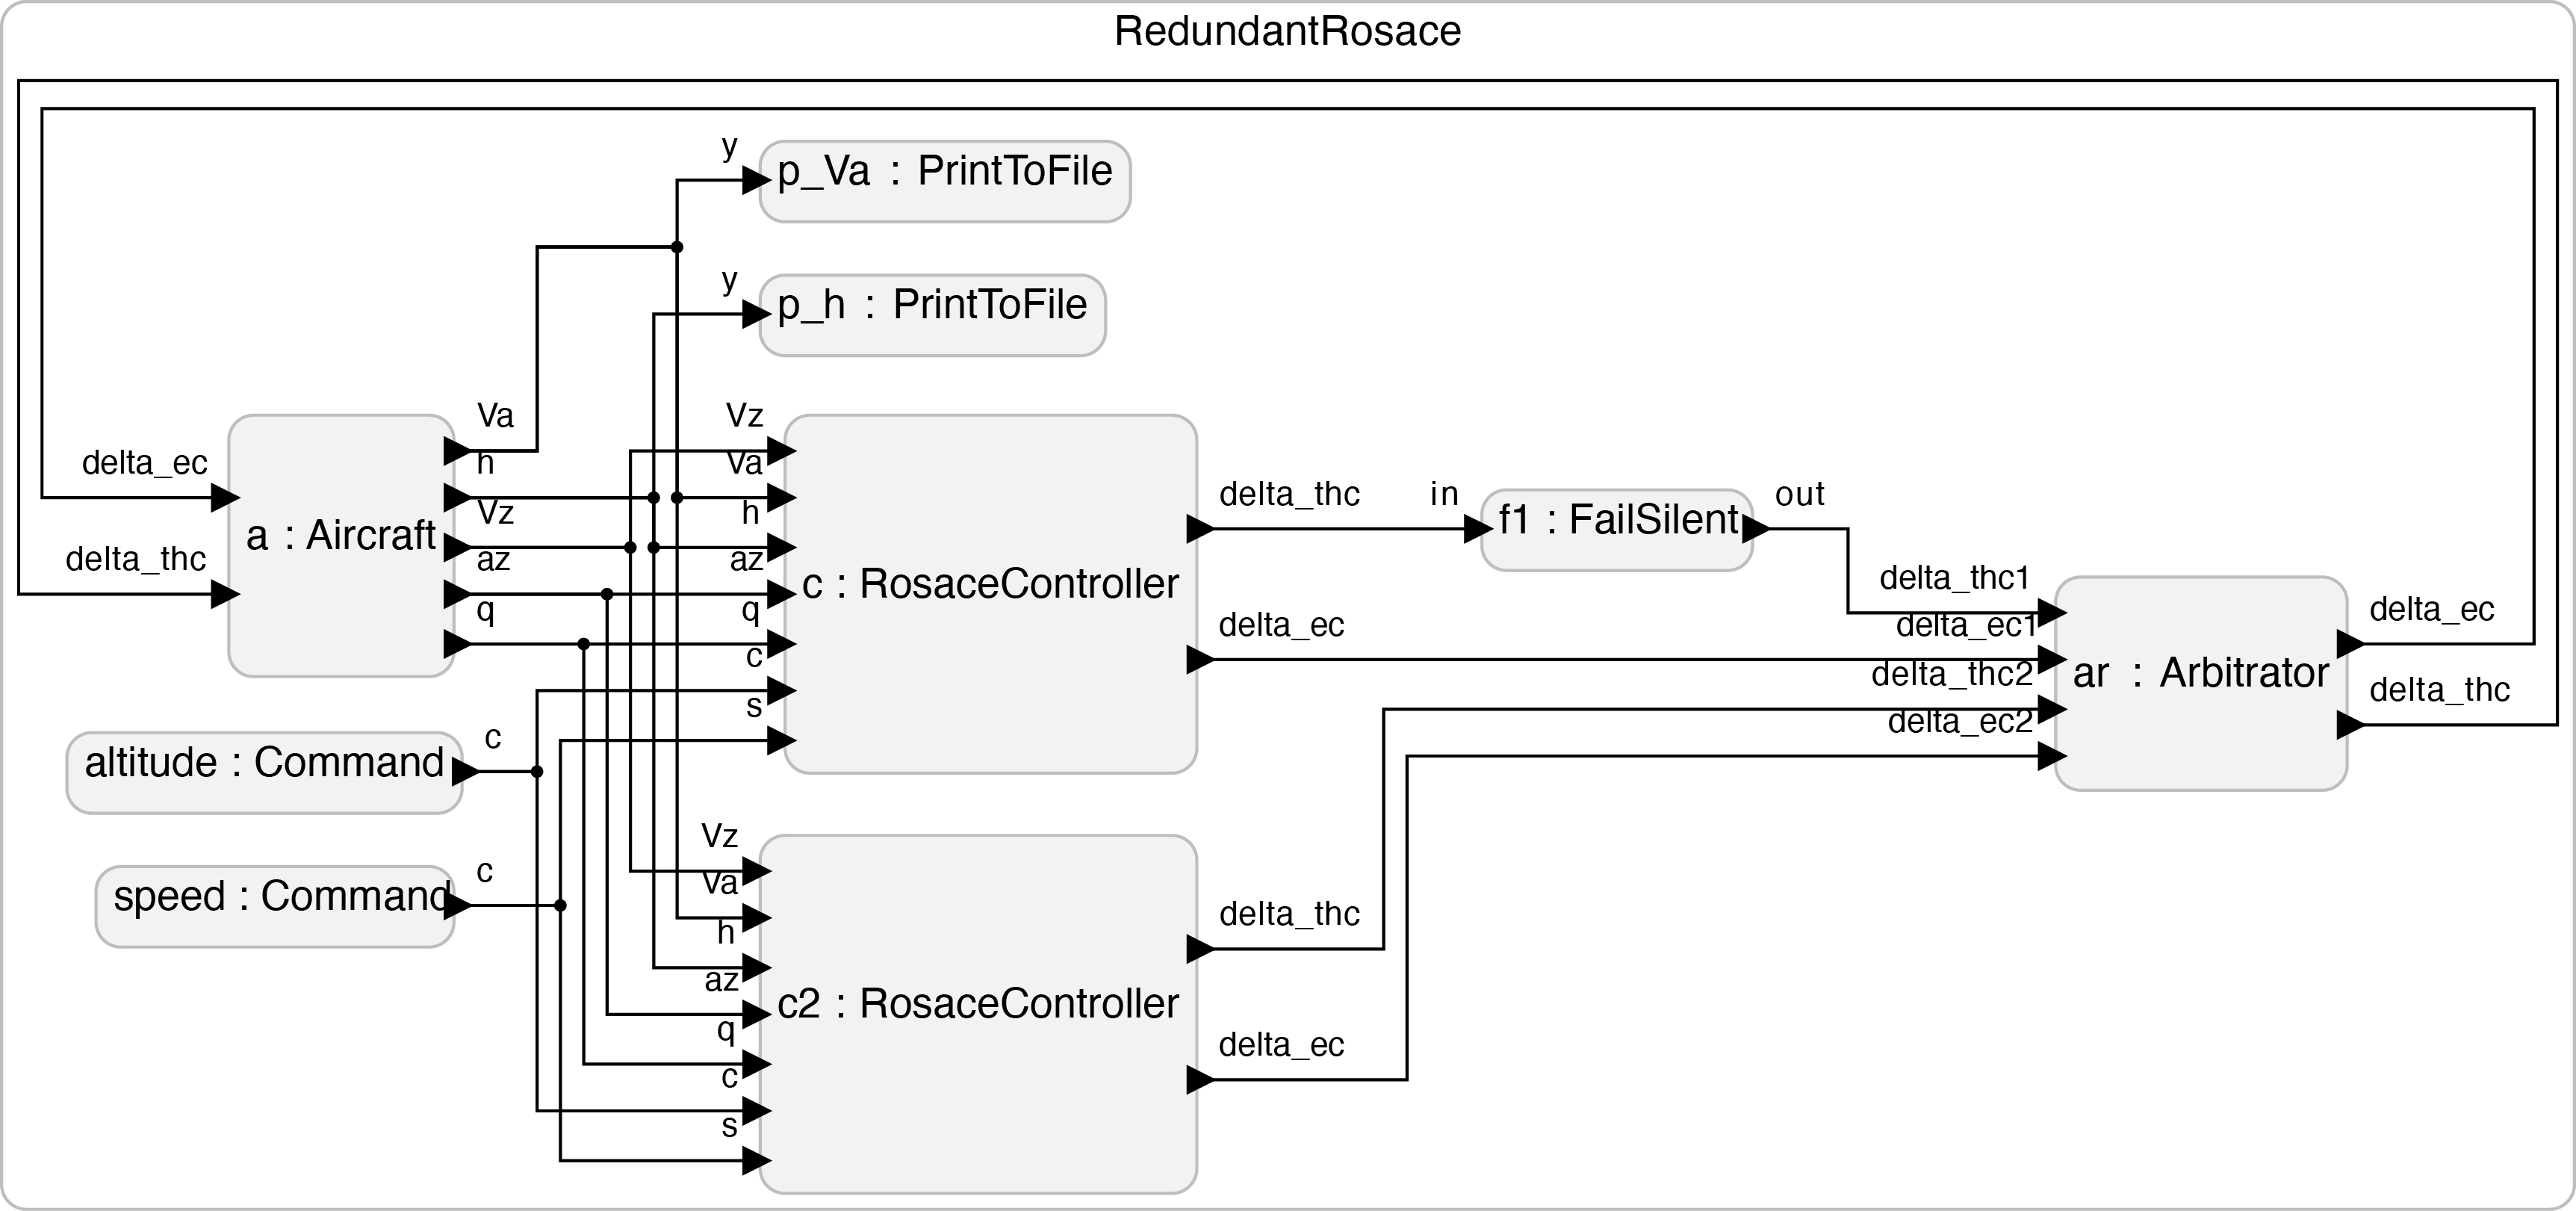 RedundantRosace
y
p_Va : PrintToFile
y
p_h : PrintToFile
delta_ec
delta_thc
a : Aircraft
Va
h
Vz
az
q
Vz
Va
h
az
q
c
s
c : RosaceController
delta_thc
delta_ec
in
f1 : FailSilent
out
delta_thc1
delta_ec1
delta_thc2
delta_ec2
ar : Arbitrator
delta_ec
delta_thc
altitude : Command
c
speed : Command
c
Vz
Va
h
az
q
c
s
c2 : RosaceController
delta_thc
delta_ec